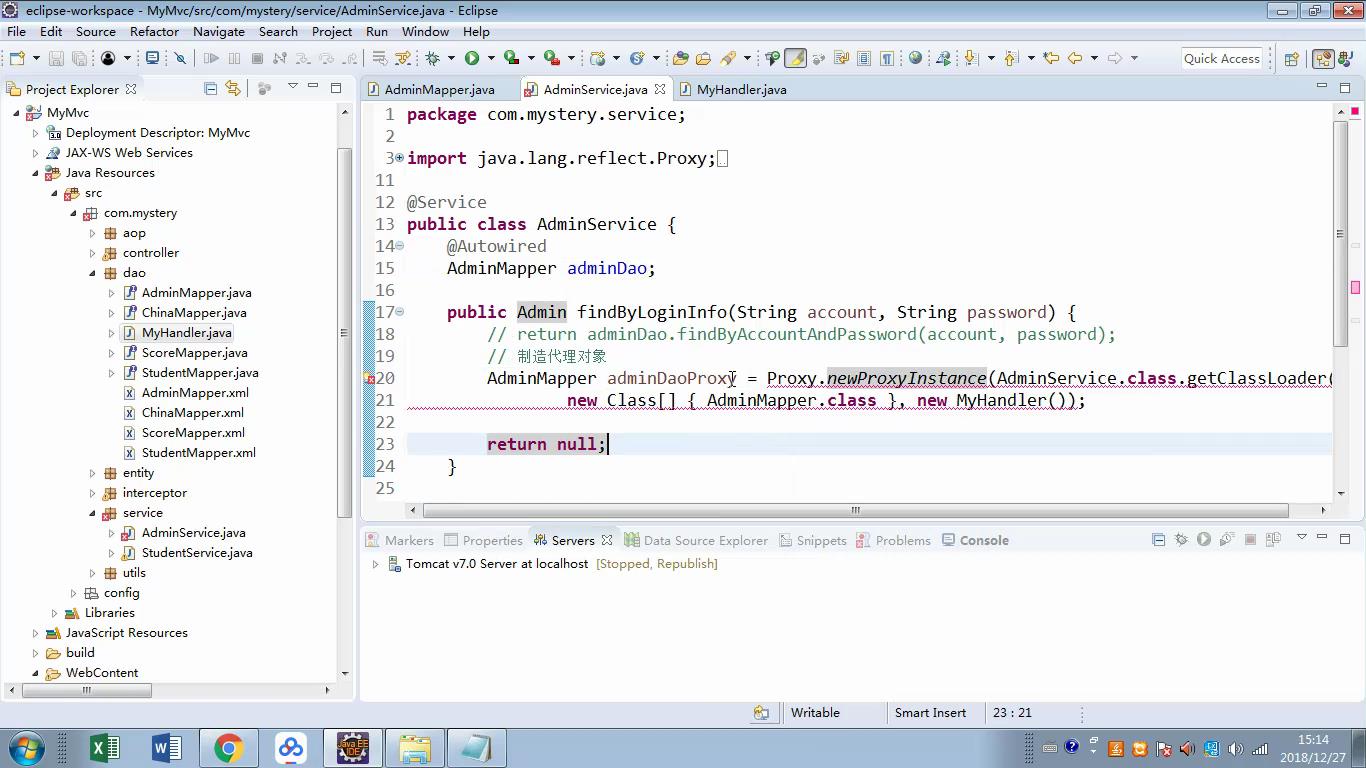 eclipse-workspace - MyMvc/src/com/mystery/service/AdminService.java - Eclipse
File Edit Source Refactor Navigate Search Project Run Window Help
Quick Access
Project Explorer
MyMvc
Deployment Descriptor: MyMvc
JAX-WS Web Services
Java Resources
src
com.mystery
aop
controller
dao
AdminMapper.java
ChinaMapper.java
MyHandler.java
ScoreMapper.java
StudentMapper.java
AdminMapper.xml
ChinaMapper.xml
ScoreMapper.xml
StudentMapper.xml
entity
interceptor
service
AdminService.java
StudentService.java
utils
config
Libraries
JavaScript Resources
build
WebContent
AdminMapper.java AdminService.java MyHandler.java
1 package com.mystery.service;
2
3 import java.lang.reflect.Proxy;
11
12 @Service
13 public class AdminService {
14 @Autowired
15 AdminMapper adminDao;
16
17 public Admin findByLoginInfo(String account, String password) {
18 // return adminDao.findByAccountAndPassword(account, password);
19 // 制造代理对象
20 AdminMapper adminDaoProxy = Proxy.newProxyInstance(AdminService.class.getClassLoader(
21 new Class[] { AdminMapper.class }, new MyHandler());
22
23 return null;
24 }
25
Markers Properties Servers Data Source Explorer Snippets Problems Console
Tomcat v7.0 Server at localhost [Stopped, Republish]
Writable Smart Insert 23 : 21
15:14
2018/12/27